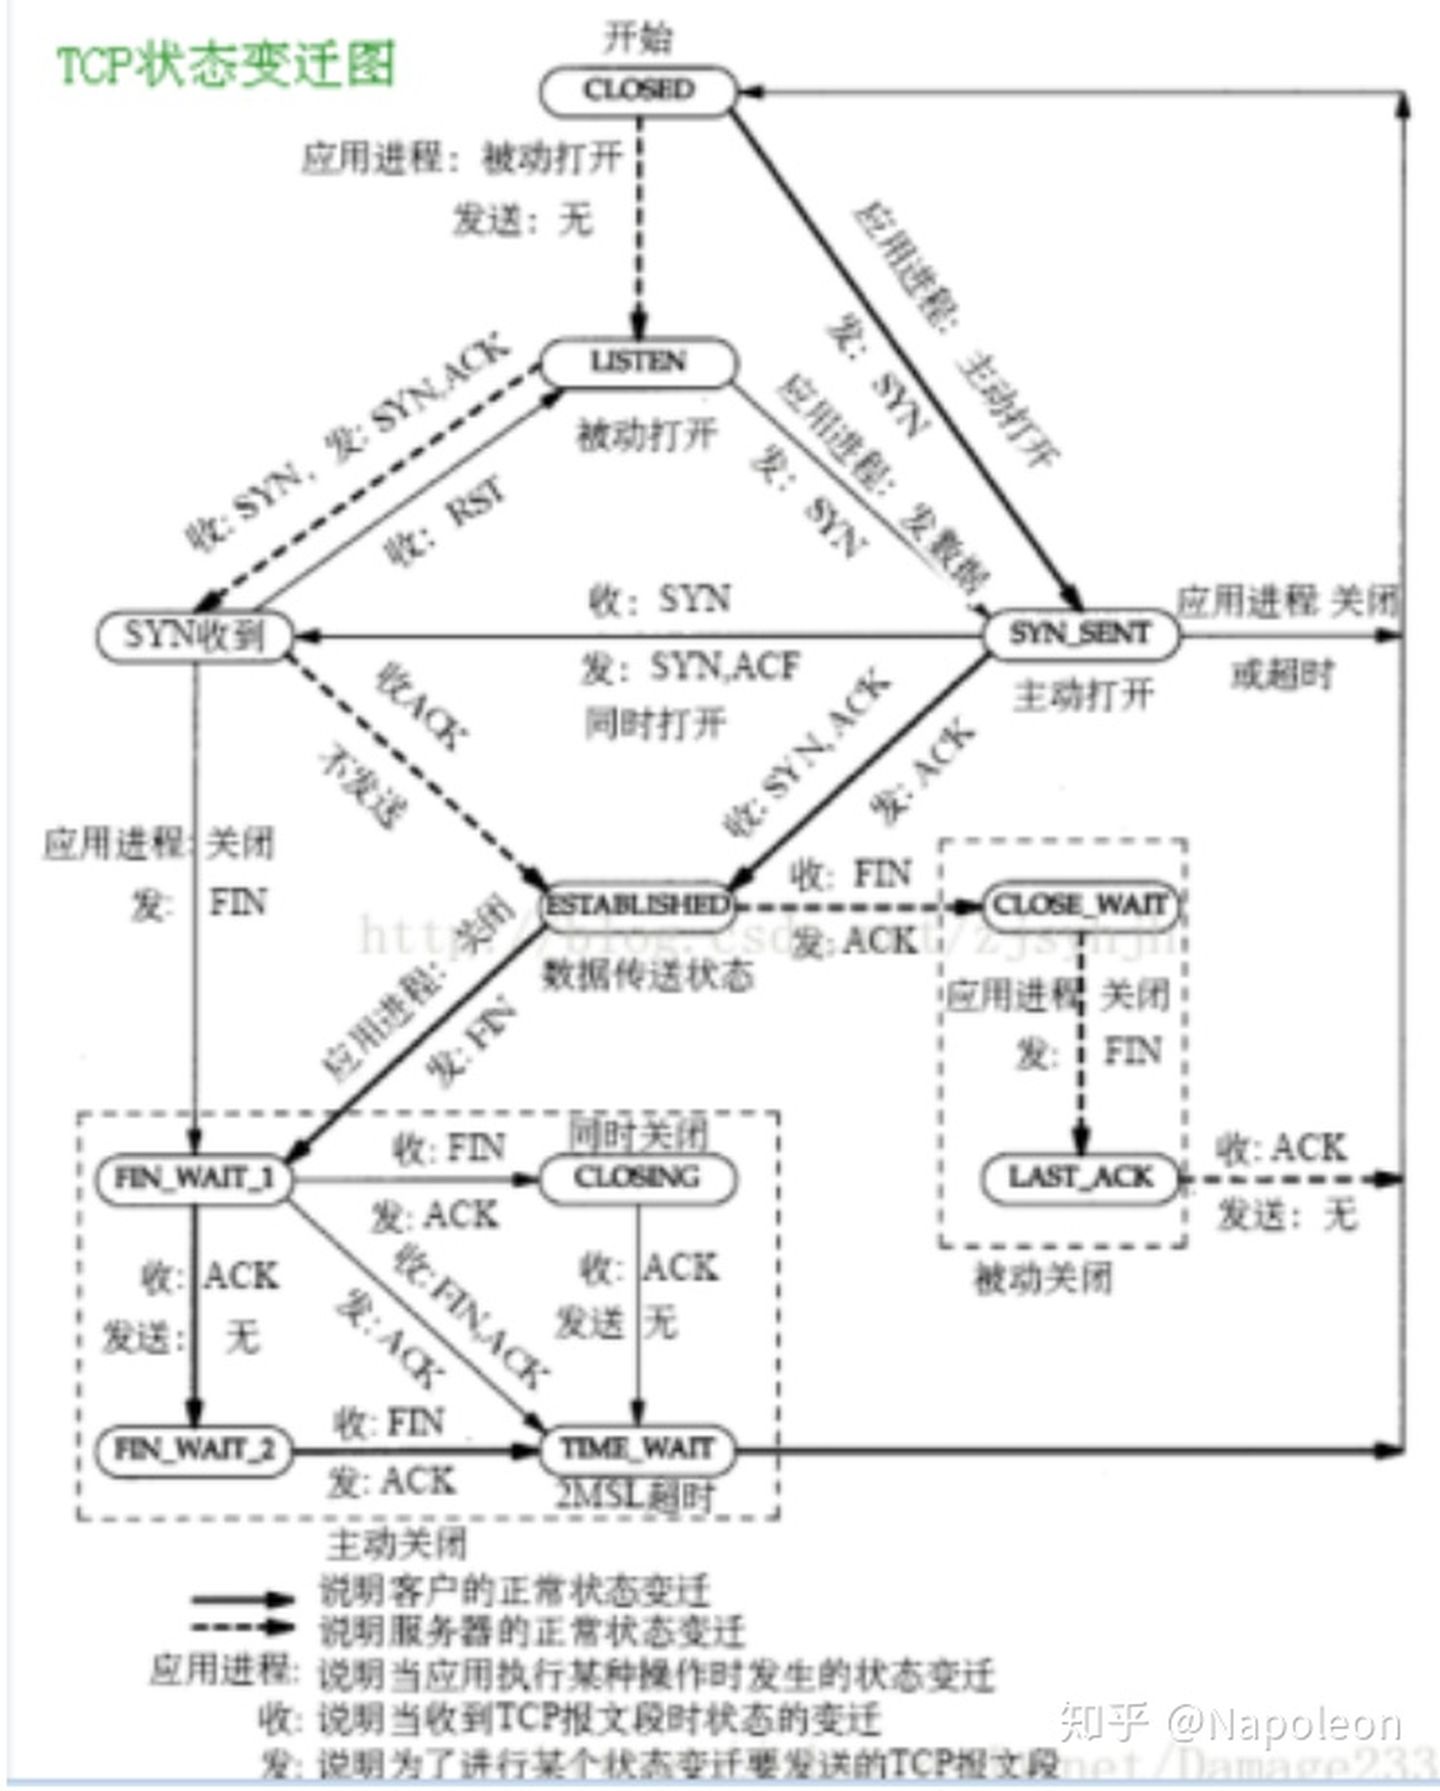 TCP状态变迁图
开始
CLOSED
应用进程：被动打开
发送：无
应用进程：主动打开
发：SYN
LISTEN
被动打开
收：SYN，发：SYN,ACK
收：RST
应用进程：发数据
发：SYN
SYN收到
收：SYN
发：SYN,ACF
同时打开
SYN_SENT
主动打开
应用进程 关闭
或超时
收ACK
不发送
收：SYN,ACK
发：ACK
应用进程：关闭
发：FIN
ESTABLISHED
数据传送状态
收：FIN
发：ACK
CLOSE_WAIT
应用进程 关闭
发：FIN
应用进程：关闭
发：FIN
LAST_ACK
收：ACK
发送：无
被动关闭
FIN_WAIT_1
收：FIN
发：ACK
同时关闭
CLOSING
收：ACK
发送：无
收：FIN,ACK
发：ACK
收：ACK
发送 无
FIN_WAIT_2
收：FIN
发：ACK
TIME_WAIT
2MSL超时
主动关闭
说明客户的正常状态变迁
说明服务器的正常状态变迁
应用进程：说明当应用执行某种操作时发生的状态变迁
收：说明当收到TCP报文段时状态的变迁
发：说明为了进行某个状态变迁要发送的TCP报文段
知乎 @Napoleon
net/Damage233